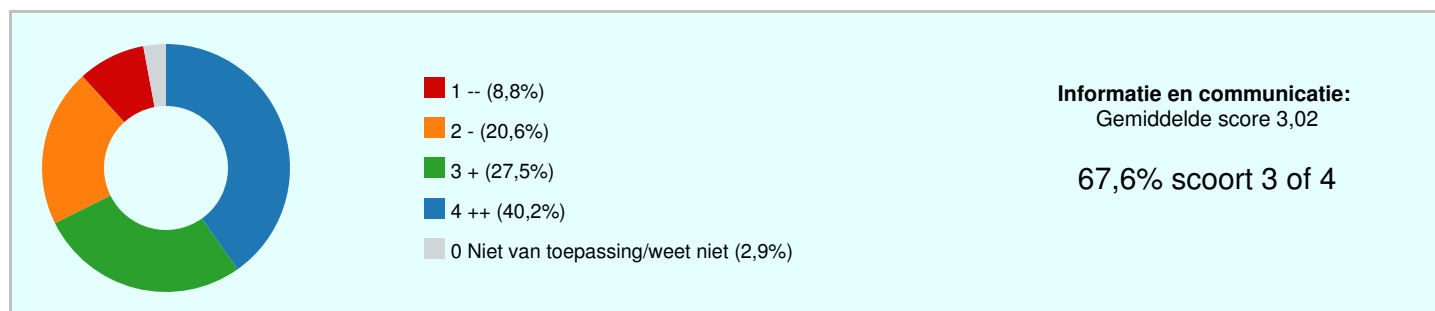 1 -- (8,8%)
2 - (20,6%)
3 + (27,5%)
4 ++ (40,2%)
0 Niet van toepassing/weet niet (2,9%)
Informatie en communicatie:
Gemiddelde score 3,02
67,6% scoort 3 of 4